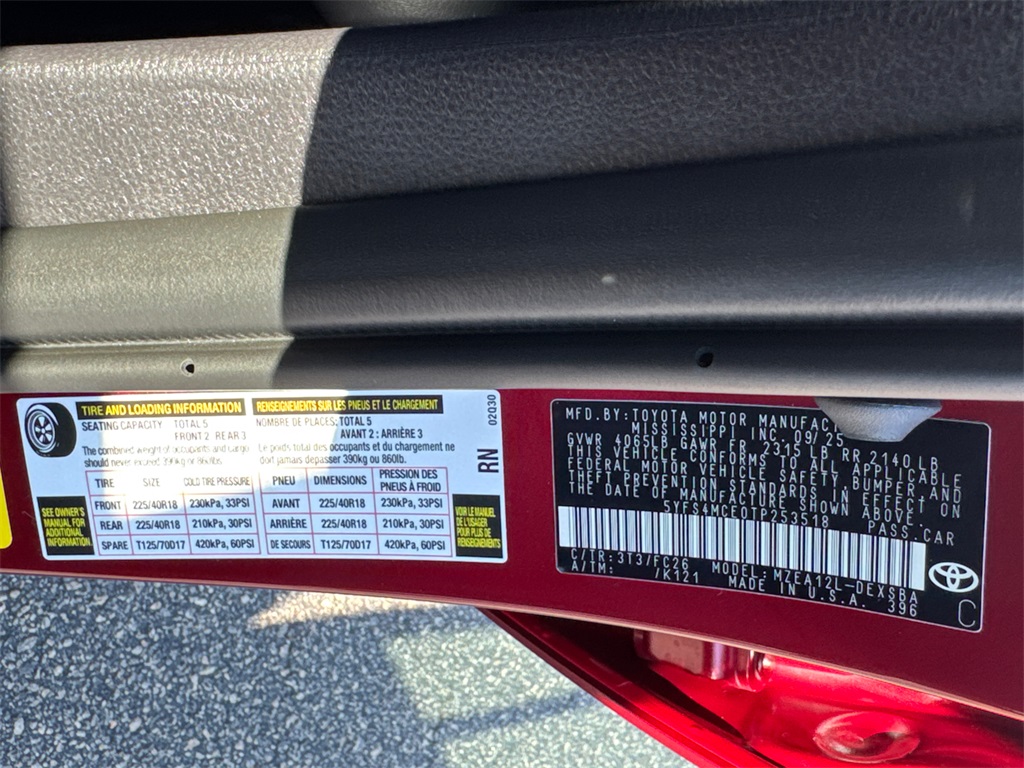 TIRE AND LOADING INFORMATION
SEATING CAPACITY TOTAL 5
FRONT 2 REAR 3
The combined weight of occupants and cargo
should never exceed 390kg or 860lbs.
TIRE SIZE COLD TIRE PRESSURE
FRONT 225/40R18 230kPa, 33PSI
REAR 225/40R18 210kPa, 30PSI
SPARE T125/70D17 420kPa, 60PSI
SEE OWNER'S
MANUAL FOR
ADDITIONAL
INFORMATION
RENSEIGNEMENTS SUR LES PNEUS ET LE CHARGEMENT
NOMBRE DE PLACES: TOTAL 5
AVANT 2 : ARRIÈRE 3
Le poids total des occupants et du chargement ne
doit jamais depasser 390kg ou 860lb.
PNEU DIMENSIONS PRESSION DES
PNEUS À FROID
AVANT 225/40R18 230kPa, 33PSI
ARRIÈRE 225/40R18 210kPa, 30PSI
DE SECOURS T125/70D17 420kPa, 60PSI
VOIR LE MANUEL
DE L'USAGER
POUR PLUS DE
RENSEIGNEMENTS
02Q30
RN
MFD. BY: TOYOTA MOTOR MANUFACT
MISSISSIPPI INC. 09/25
GVWR 4065LB GAWR FR 2315 LB RR 2140 LB
THIS VEHICLE CONFORMS TO ALL APPLICABLE
FEDERAL MOTOR VEHICLE SAFETY, BUMPER, AND
THEFT PREVENTION STANDARDS IN EFFECT ON
THE DATE OF MANUFACTURE SHOWN ABOVE.
5YFS4MCE0TP253518 PASS.CAR
C/TR: 3T37/FC26 MODEL: MZEA12L-DEXSBA
A/TM: /K121 MADE IN U.S.A. 396
C